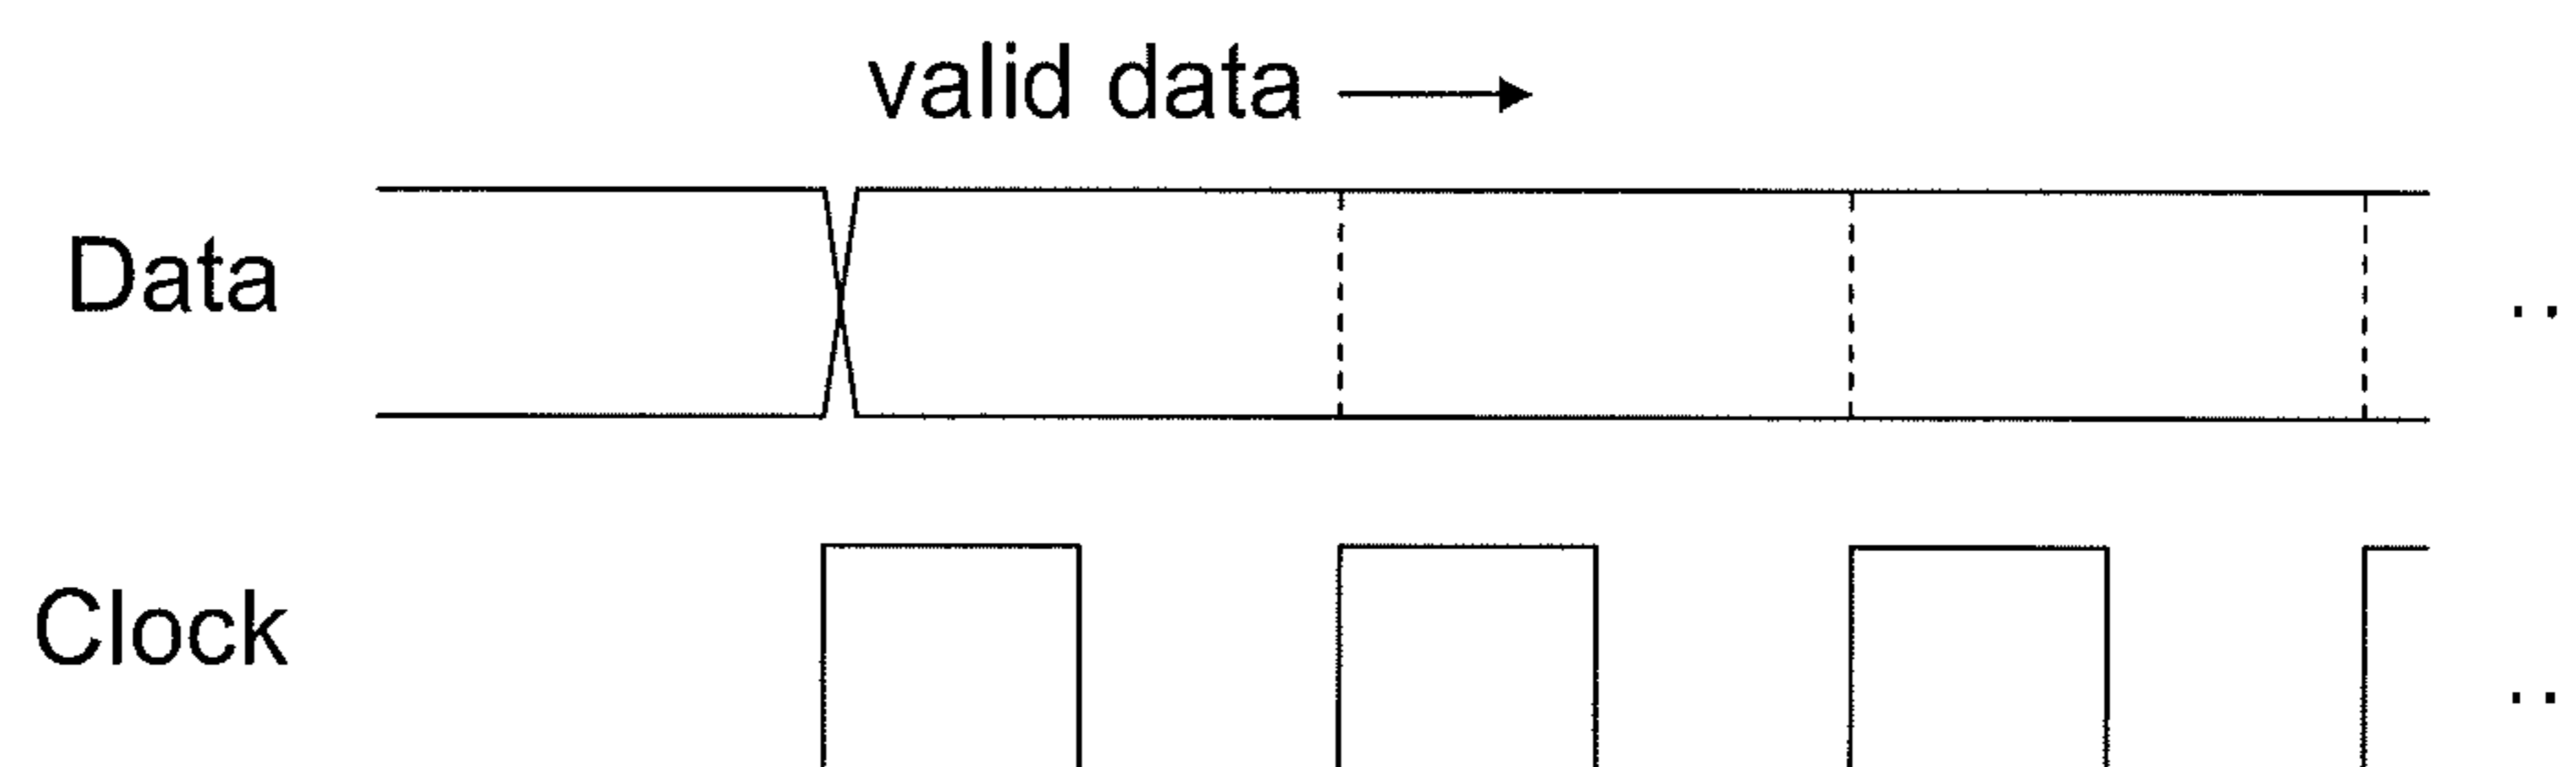 valid data
Data
..
Clock
..